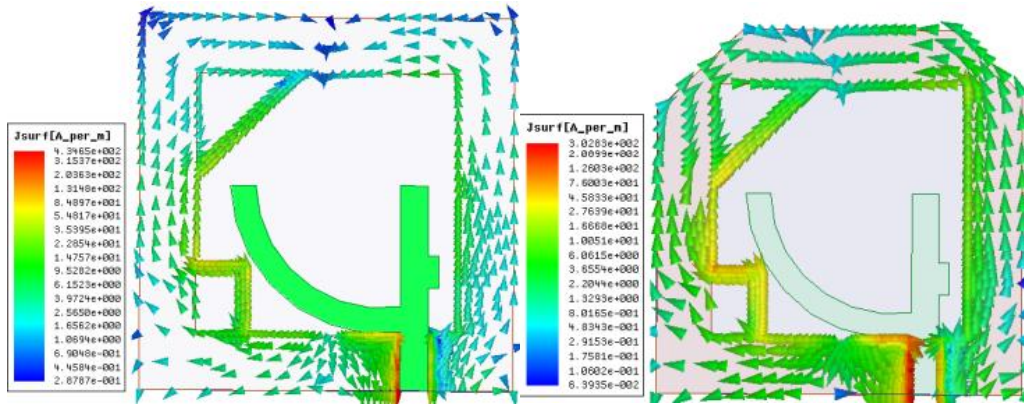 Jsurf[A_per_m]
4.3465e+002
3.1537e+002
2.0363e+002
1.3148e+002
8.4897e+001
5.4817e+001
3.5395e+001
2.2854e+001
1.4757e+001
9.5282e+000
6.1523e+000
3.9724e+000
2.5650e+000
1.6562e+000
1.0694e+000
6.9048e-001
4.4584e-001
2.8787e-001
Jsurf[A_per_m]
3.0283e+002
2.0899e+002
1.2603e+002
7.6003e+001
4.5833e+001
2.7639e+001
1.6668e+001
1.0051e+001
6.0615e+000
3.6554e+000
2.2044e+000
1.3293e+000
8.0165e-001
4.8343e-001
2.9153e-001
1.7581e-001
1.0602e-001
6.3935e-002